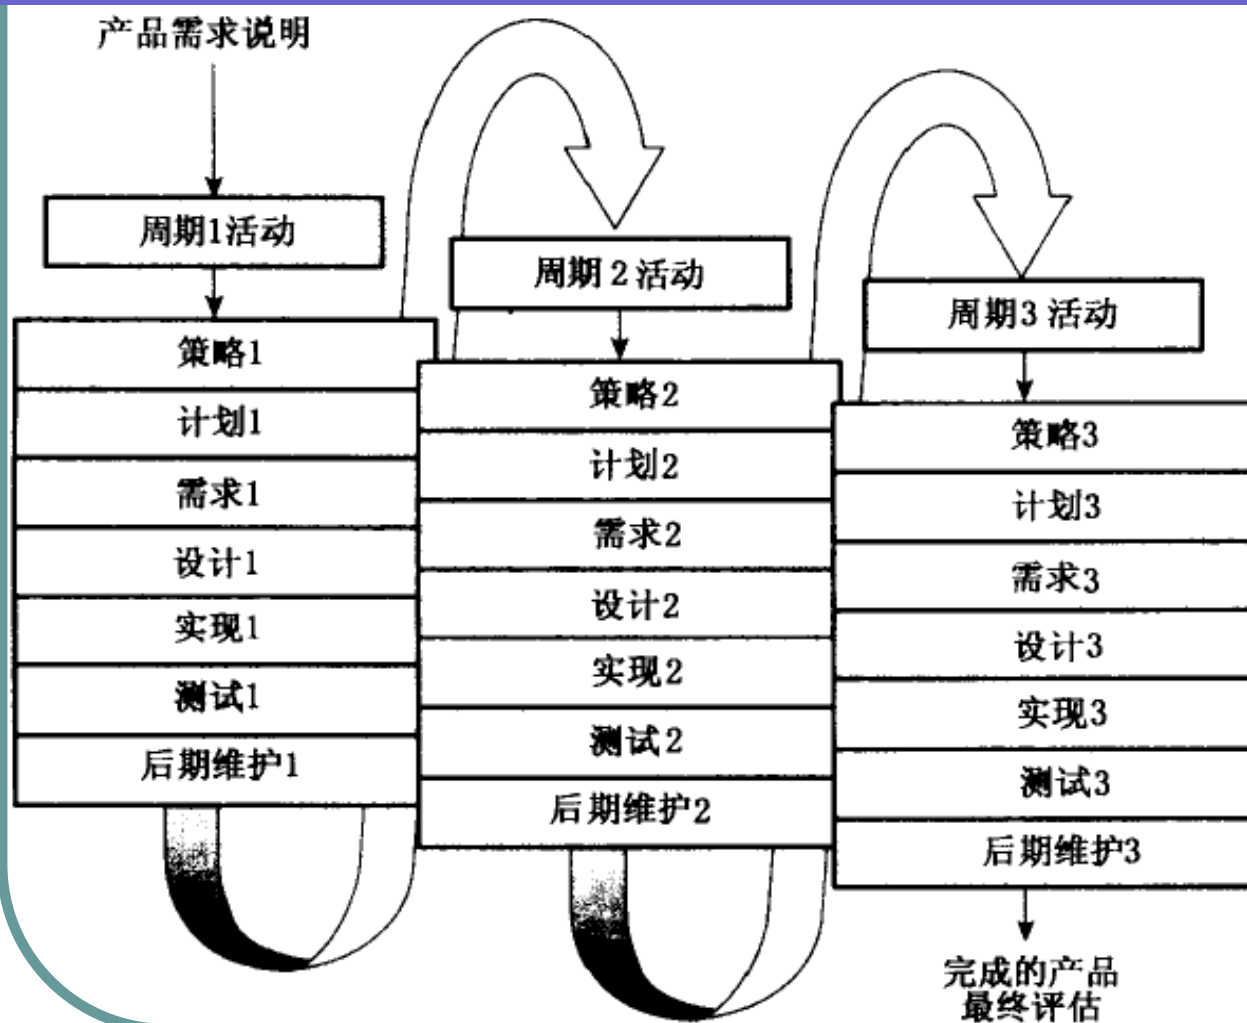 产品需求说明
周期1活动
策略1
计划1
需求1
设计1
实现1
测试1
后期维护1
周期2活动
策略2
计划2
需求2
设计2
实现2
测试2
后期维护2
周期3活动
策略3
计划3
需求3
设计3
实现3
测试3
后期维护3
完成的产品
最终评估